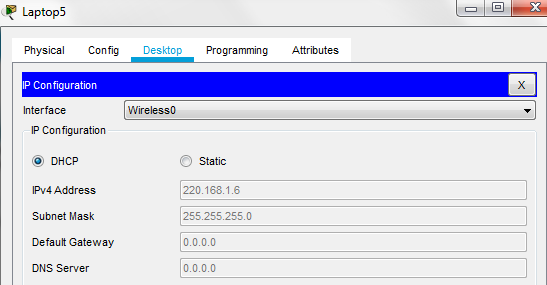 Laptop5
Physical Config Desktop Programming Attributes
IP Configuration X
Interface Wireless0
IP Configuration
DHCP Static
IPv4 Address 220.168.1.6
Subnet Mask 255.255.255.0
Default Gateway 0.0.0.0
DNS Server 0.0.0.0